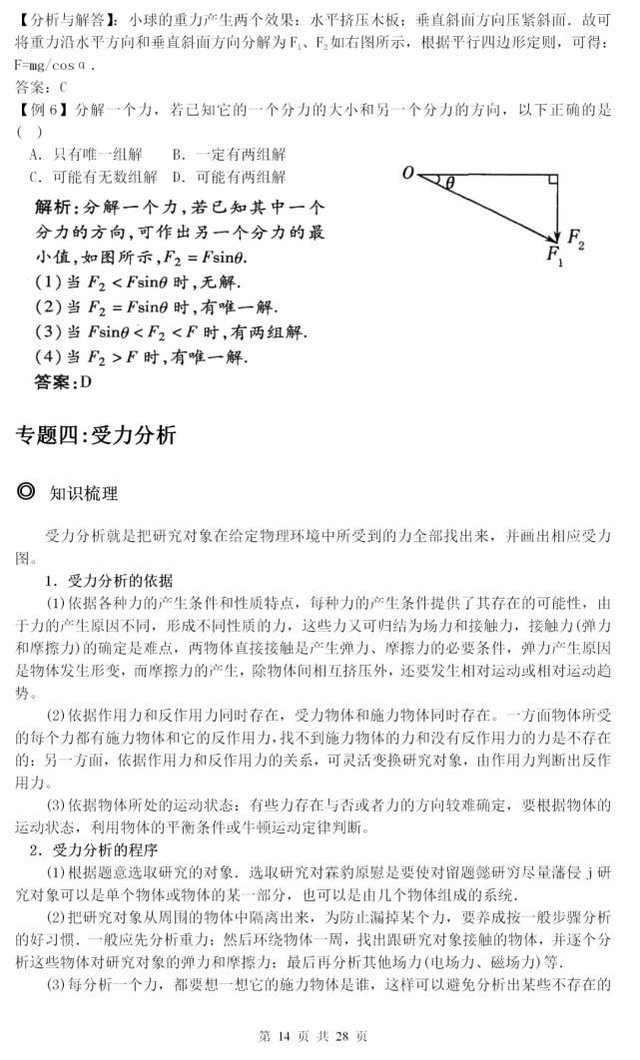 【分析与解答】：小球的重力产生两个效果：水平挤压木板；垂直斜面方向压紧斜面．故可
将重力沿水平方向和垂直斜面方向分解为F₁、F₂如右图所示，根据平行四边形定则，可得：
F=mg/cosα．
答案：C
【例6】分解一个力，若已知它的一个分力的大小和另一个分力的方向，以下正确的是
( )
A．只有唯一组解 B．一定有两组解
C．可能有无数组解 D．可能有两组解
O θ F₂ F₁
解析:分解一个力,若已知其中一个
分力的方向,可作出另一个分力的最
小值,如图所示,F₂ = Fsinθ.
(1)当 F₂ < Fsinθ 时,无解.
(2)当 F₂ = Fsinθ 时,有唯一解.
(3)当 Fsinθ < F₂ < F 时,有两组解.
(4)当 F₂ > F 时,有唯一解.
答案:D
专题四:受力分析
◎ 知识梳理
受力分析就是把研究对象在给定物理环境中所受到的力全部找出来，并画出相应受力
图。
1．受力分析的依据
(1)依据各种力的产生条件和性质特点，每种力的产生条件提供了其存在的可能性，由
于力的产生原因不同，形成不同性质的力，这些力又可归结为场力和接触力，接触力(弹力
和摩擦力)的确定是难点，两物体直接接触是产生弹力、摩擦力的必要条件，弹力产生原因
是物体发生形变，而摩擦力的产生，除物体间相互挤压外，还要发生相对运动或相对运动趋
势。
(2)依据作用力和反作用力同时存在，受力物体和施力物体同时存在。一方面物体所受
的每个力都有施力物体和它的反作用力，找不到施力物体的力和没有反作用力的力是不存在
的；另一方面，依据作用力和反作用力的关系，可灵活变换研究对象，由作用力判断出反作
用力。
(3)依据物体所处的运动状态：有些力存在与否或者力的方向较难确定，要根据物体的
运动状态，利用物体的平衡条件或牛顿运动定律判断。
2．受力分析的程序
(1)根据题意选取研究的对象．选取研究对霖豹原慰是要使对留题懿研穷尽量藩侵 j 研
究对象可以是单个物体或物体的某一部分，也可以是由几个物体组成的系统．
(2)把研究对象从周围的物体中隔离出来，为防止漏掉某个力，要养成按一般步骤分析
的好习惯．一般应先分析重力；然后环绕物体一周，找出跟研究对象接触的物体，并逐个分
析这些物体对研究对象的弹力和摩擦力；最后再分析其他场力(电场力、磁场力)等．
(3)每分析一个力，都要想一想它的施力物体是谁，这样可以避免分析出某些不存在的
第 14 页 共 28 页